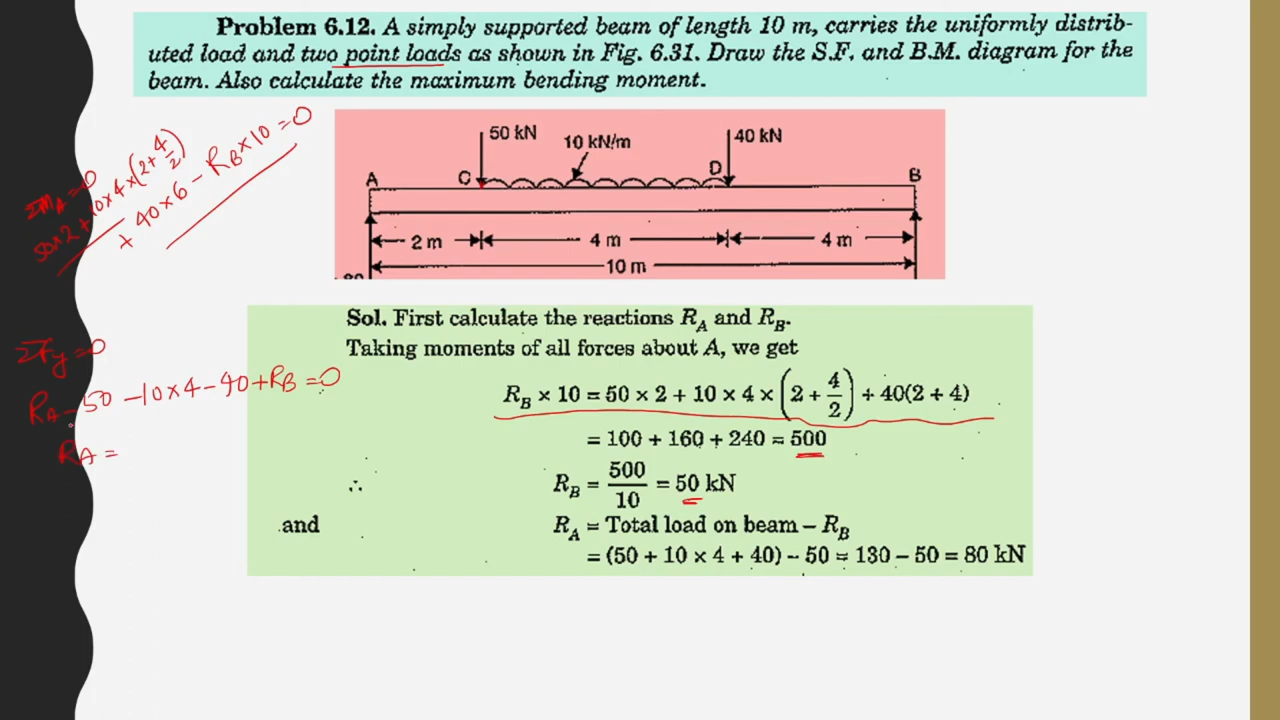 Problem 6.12. A simply supported beam of length 10 m, carries the uniformly distrib-
uted load and two point loads as shown in Fig. 6.31. Draw the S.F. and B.M. diagram for the
beam. Also calculate the maximum bending moment.
ΣM_A = 0
50×2 + 10×4×(2+4/2)
+ 40×6 - R_B×10 = 0
50 kN
10 kN/m
40 kN
A C D B
2 m 4 m 4 m
10 m
Sol. First calculate the reactions R_A and R_B.
Taking moments of all forces about A, we get
ΣFy = 0
R_A - 50 - 10×4 - 40 + R_B = 0
R_A =
R_B × 10 = 50 × 2 + 10 × 4 × (2 + 4/2) + 40(2 + 4)
= 100 + 160 + 240 = 500
∴ R_B = 500/10 = 50 kN
and R_A = Total load on beam – R_B
= (50 + 10 × 4 + 40) – 50 = 130 – 50 = 80 kN